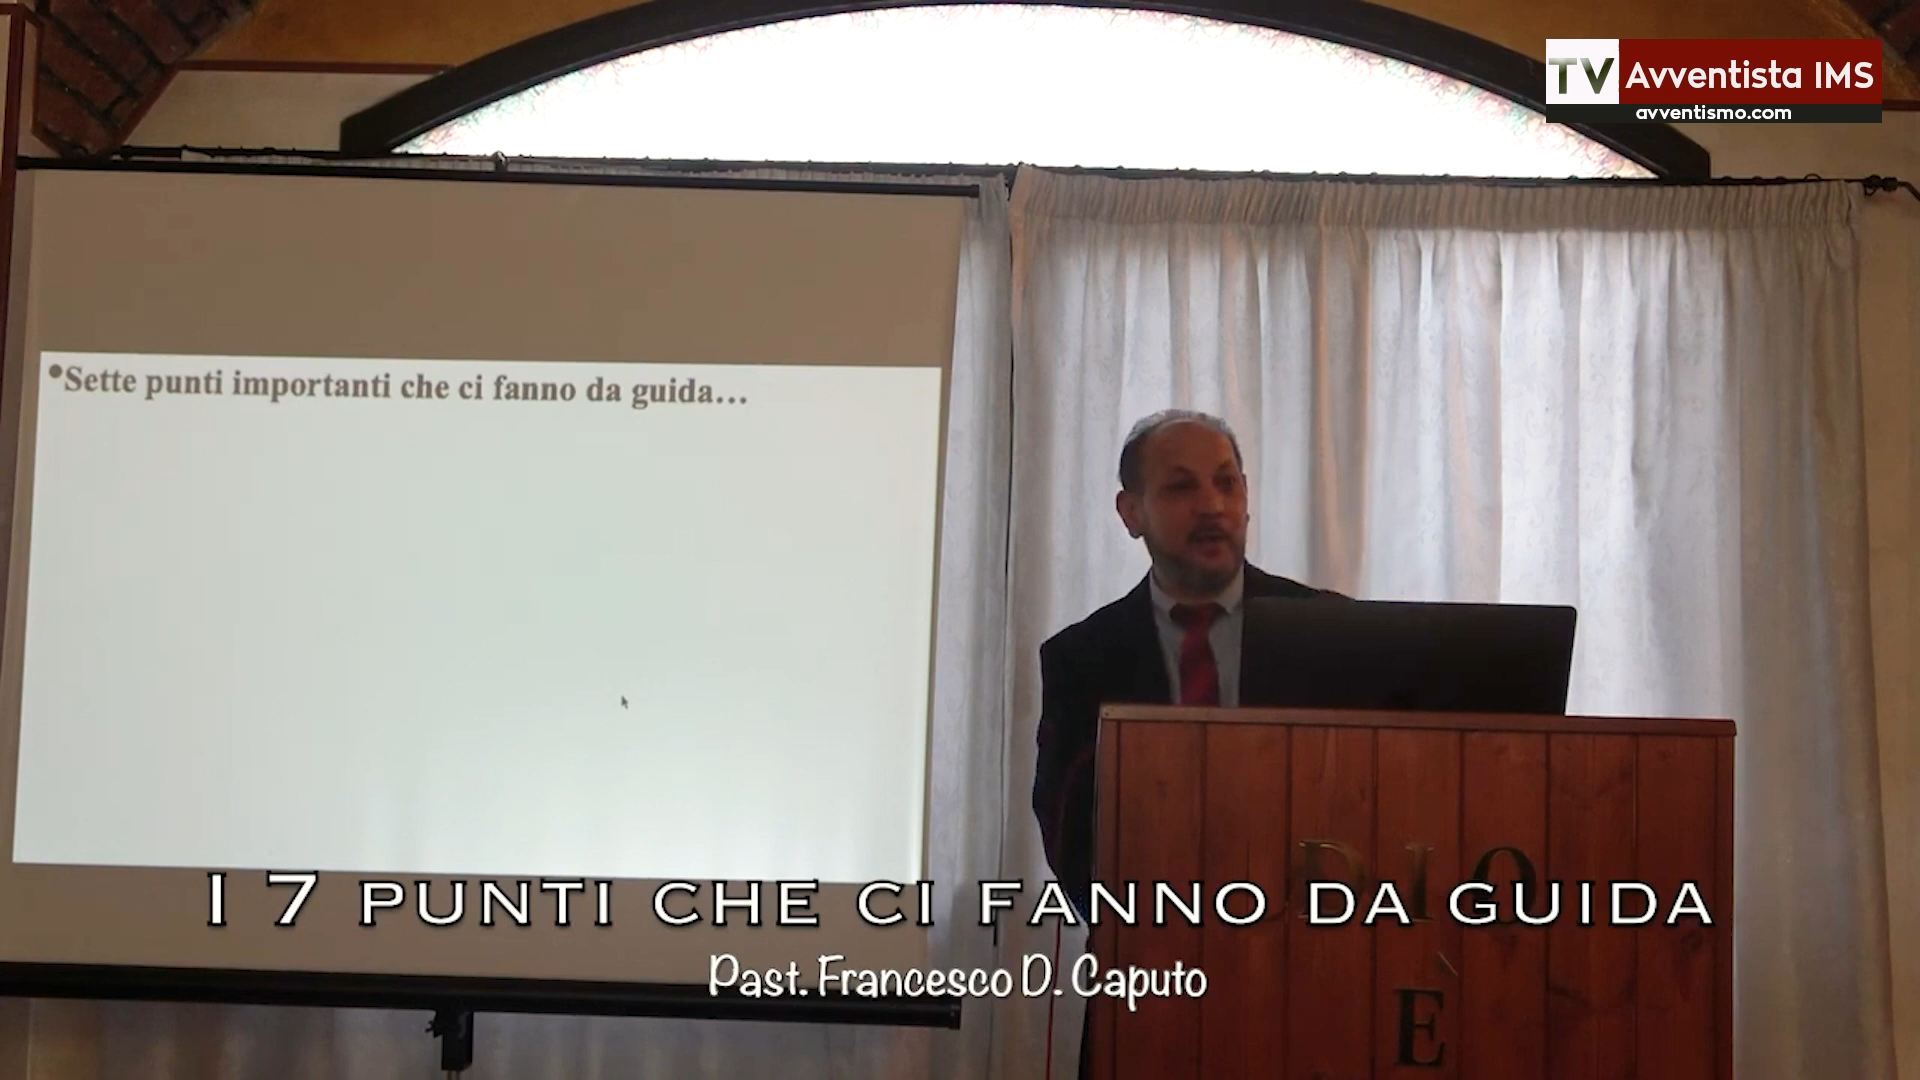 TV Avventista IMS
avventismo.com
•Sette punti importanti che ci fanno da guida...
DIO
È
I 7 PUNTI CHE CI FANNO DA GUIDA
Past. Francesco D. Caputo